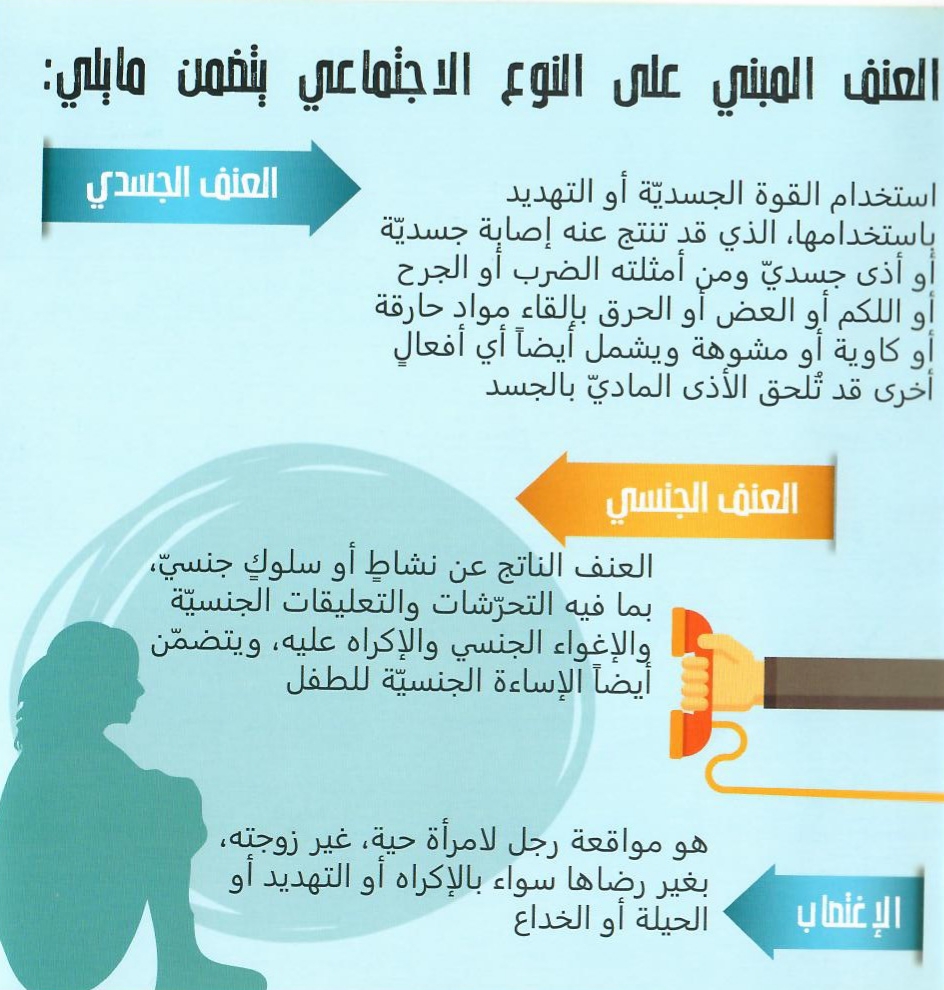 العنف المبني على النوع الاجتماعي يتضمن مايلي:
العنف الجسدي
استخدام القوة الجسديّة أو التهديد
باستخدامها، الذي قد تنتج عنه إصابة جسديّة
أو أذى جسديّ ومن أمثلته الضرب أو الجرح
أو اللكم أو العض أو الحرق بإلقاء مواد حارقة
أو كاوية أو مشوهة ويشمل أيضاً أي أفعالٍ
أخرى قد تُلحق الأذى الماديّ بالجسد
العنف الجنسي
العنف الناتج عن نشاطٍ أو سلوكٍ جنسيّ،
بما فيه التحرّشات والتعليقات الجنسيّة
والإغواء الجنسي والإكراه عليه، ويتضمّن
أيضاً الإساءة الجنسيّة للطفل
الإغتصاب
هو مواقعة رجل لامرأة حية، غير زوجته،
بغير رضاها سواء بالإكراه أو التهديد أو
الحيلة أو الخداع